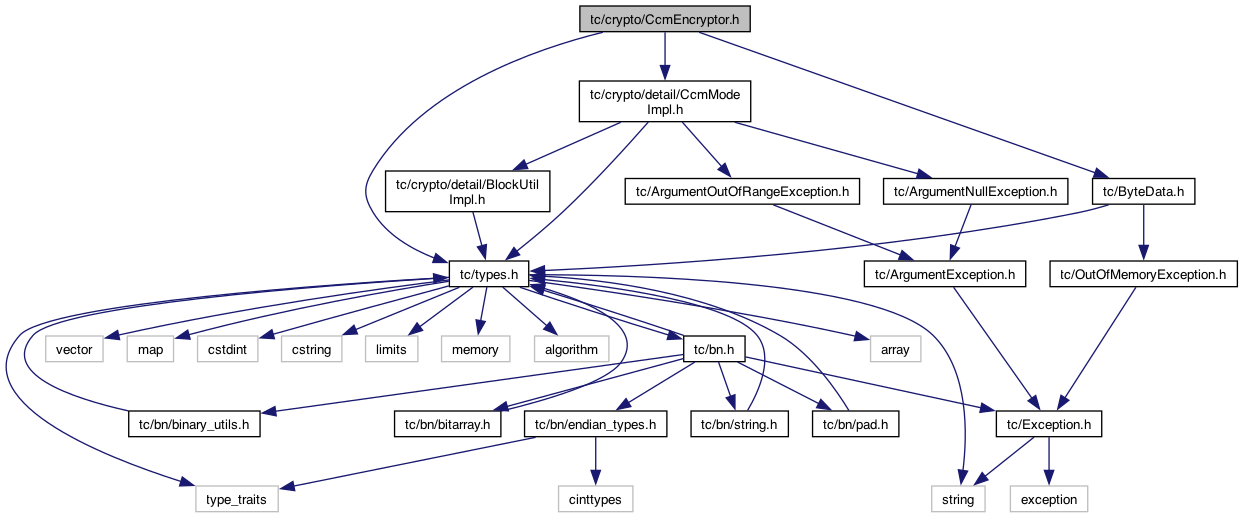 tc/crypto/CcmEncryptor.h
tc/crypto/detail/CcmMode
Impl.h
tc/crypto/detail/BlockUtil
Impl.h
tc/ArgumentOutOfRangeException.h
tc/ArgumentNullException.h
tc/ByteData.h
tc/types.h
tc/ArgumentException.h
tc/OutOfMemoryException.h
vector
map
cstdint
cstring
limits
memory
algorithm
tc/bn.h
array
tc/bn/binary_utils.h
tc/bn/bitarray.h
tc/bn/endian_types.h
tc/bn/string.h
tc/bn/pad.h
tc/Exception.h
type_traits
cinttypes
string
exception